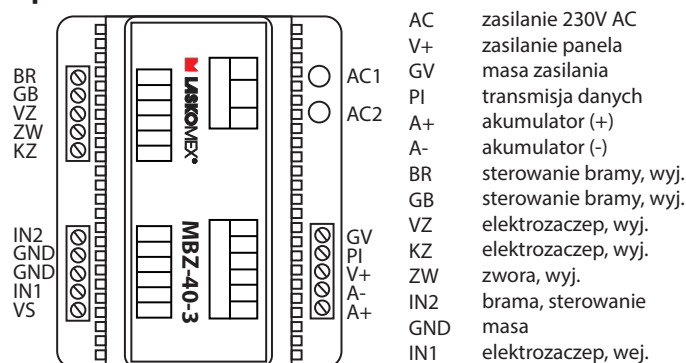 BR
GB
VZ
ZW
KZ
IN2
GND
GND
IN1
VS
LASKOMEX®
MBZ-40-3
AC1
AC2
GV
PI
V+
A-
A+
AC zasilanie 230V AC
V+ zasilanie panela
GV masa zasilania
PI transmisja danych
A+ akumulator (+)
A- akumulator (-)
BR sterowanie bramy, wyj.
GB sterowanie bramy, wyj.
VZ elektrozaczep, wyj.
KZ elektrozaczep, wyj.
ZW zwora, wyj.
IN2 brama, sterowanie
GND masa
IN1 elektrozaczep, wej.